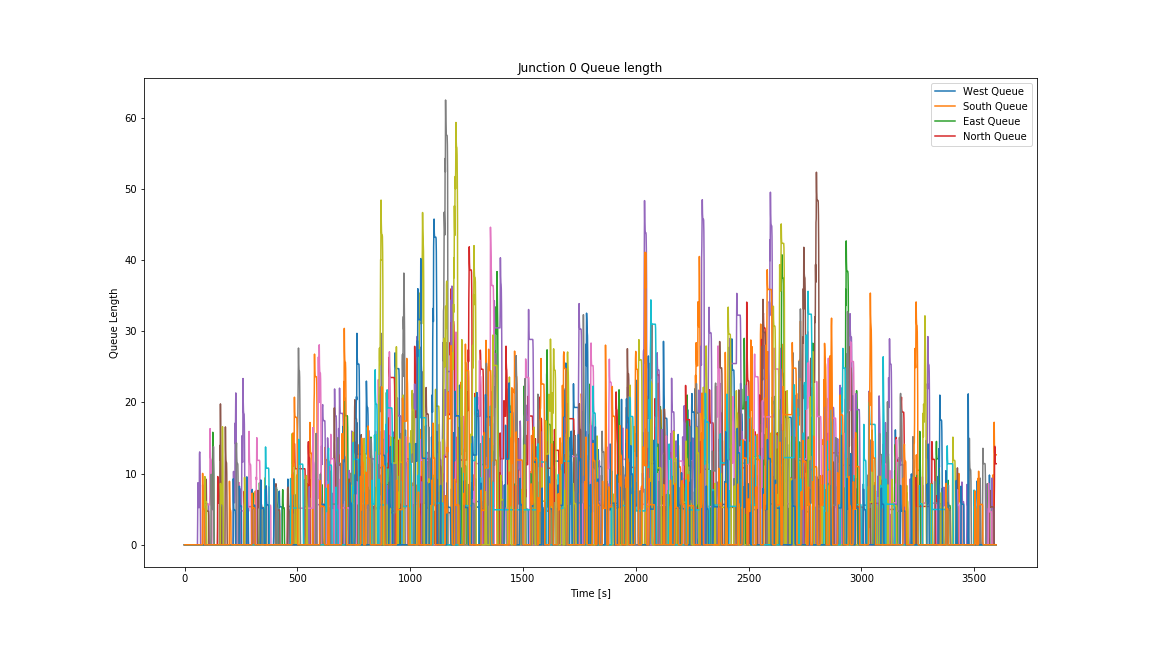 Junction 0 Queue length
West Queue
South Queue
East Queue
North Queue
Queue Length
60
50
40
30
20
10
0
0 500 1000 1500 2000 2500 3000 3500
Time [s]